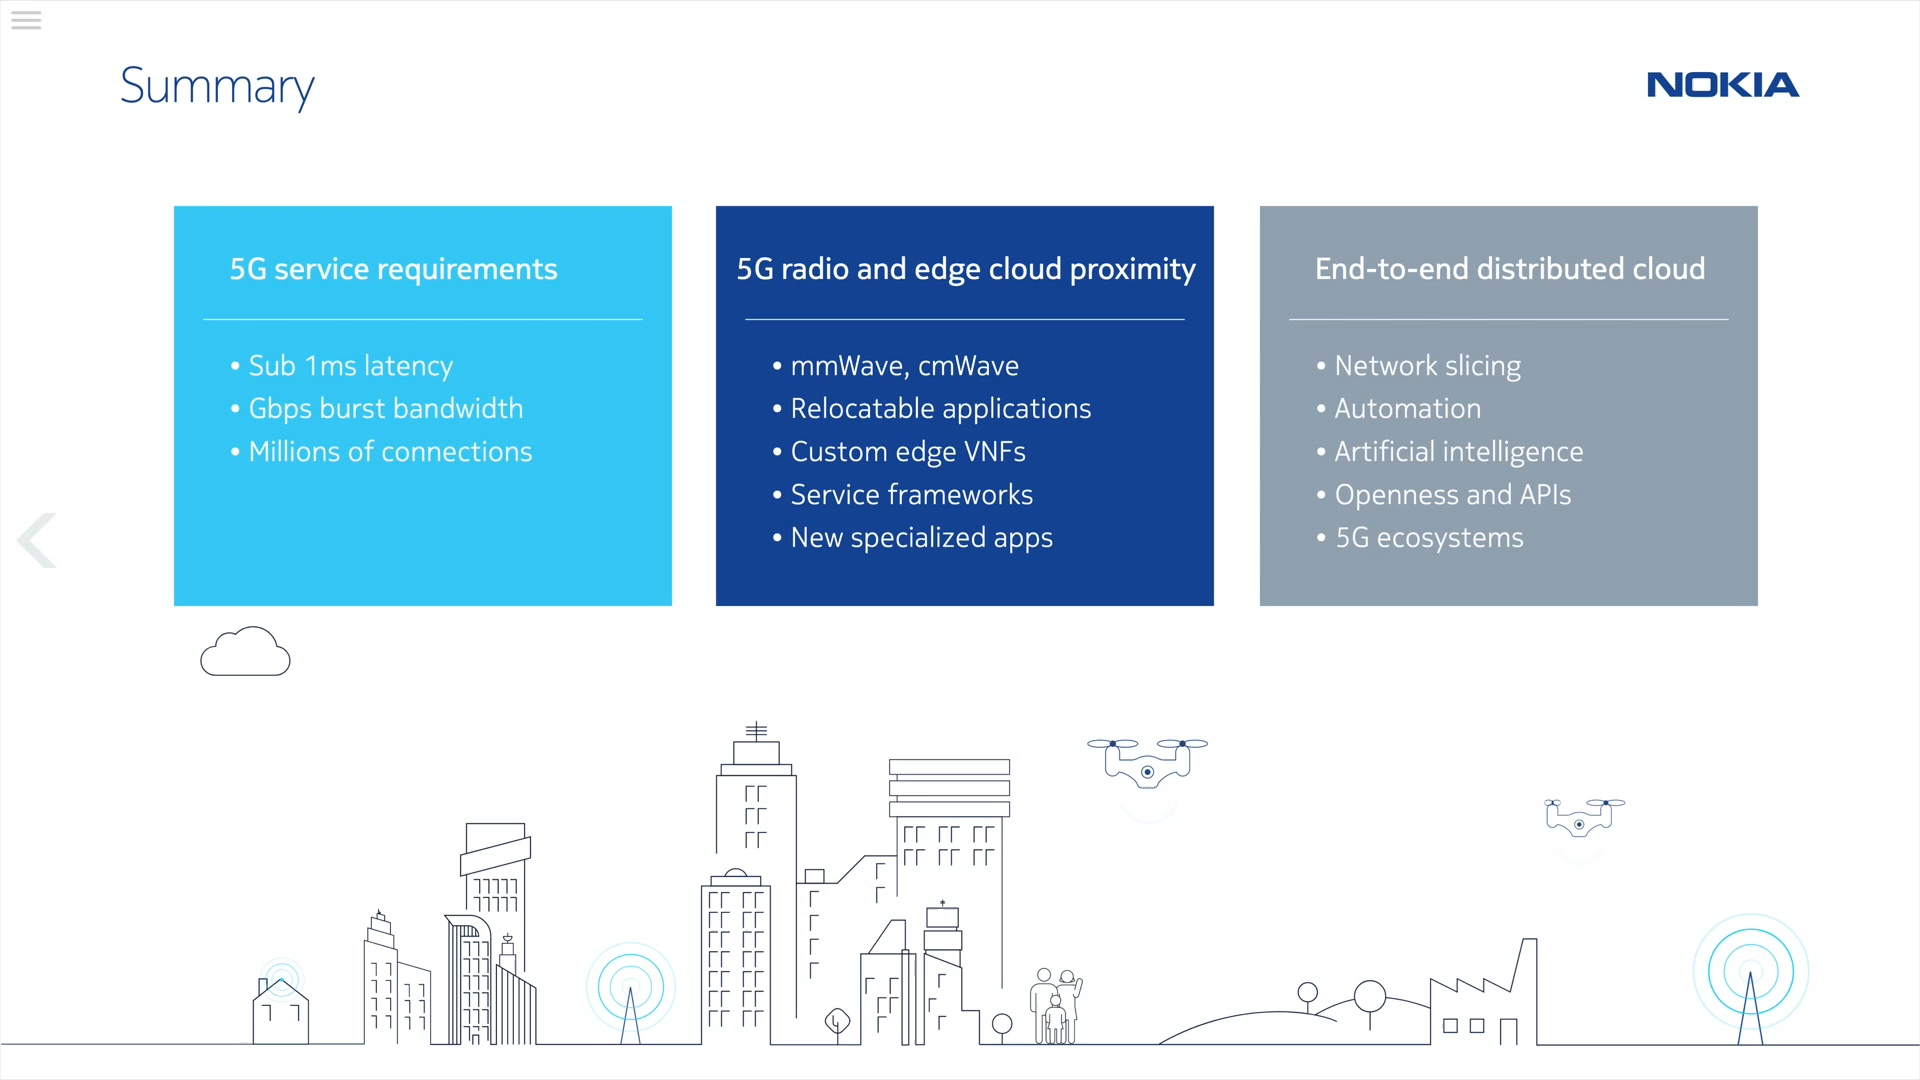 Summary
NOKIA
5G service requirements
• Sub 1ms latency
• Gbps burst bandwidth
• Millions of connections
5G radio and edge cloud proximity
• mmWave, cmWave
• Relocatable applications
• Custom edge VNFs
• Service frameworks
• New specialized apps
End-to-end distributed cloud
• Network slicing
• Automation
• Artificial intelligence
• Openness and APIs
• 5G ecosystems